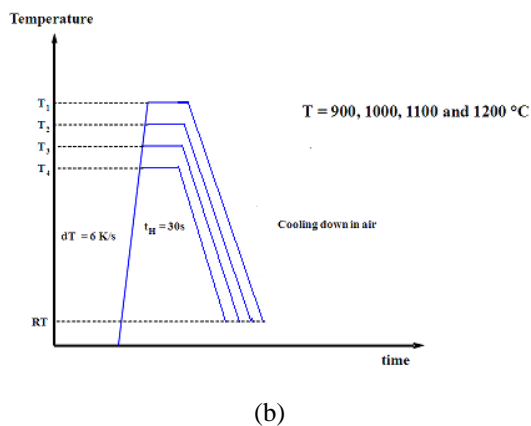 Temperature
T1
T2
T3
T4
T = 900, 1000, 1100 and 1200 °C
dT = 6 K/s
tH = 30s
Cooling down in air
RT
time
(b)